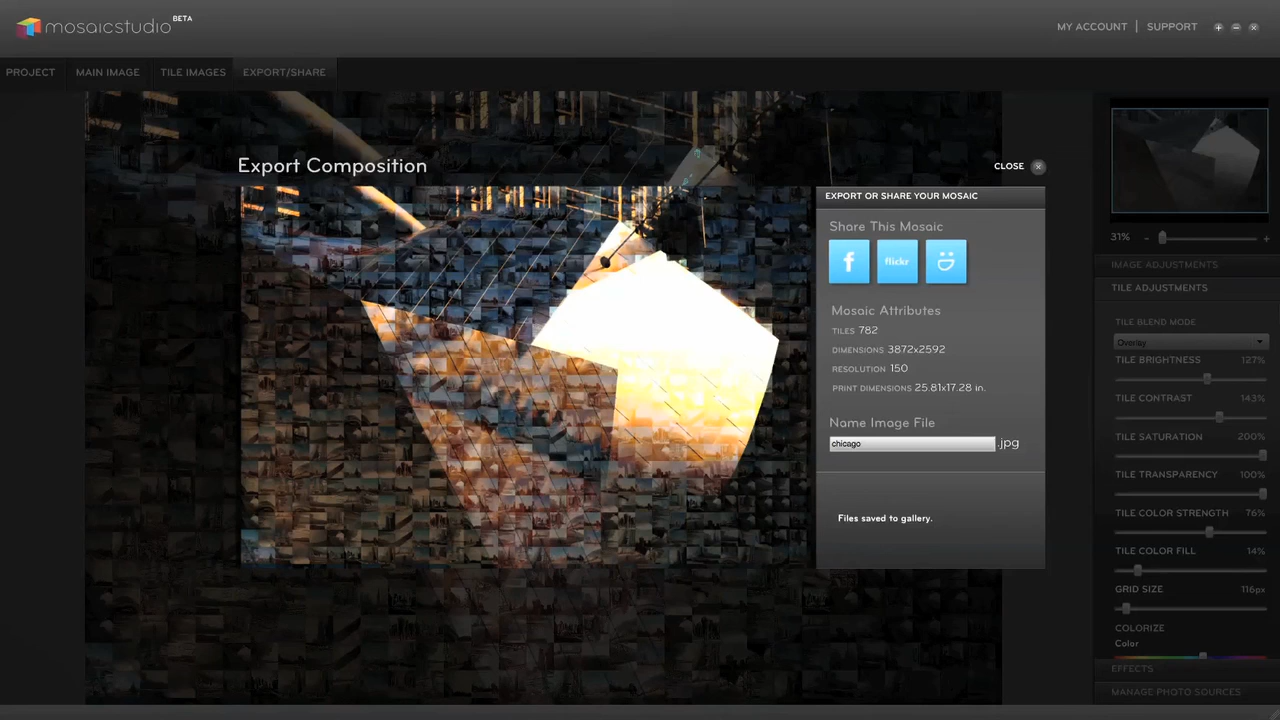 mosaicstudio BETA
MY ACCOUNT | SUPPORT
PROJECT
MAIN IMAGE
TILE IMAGES
EXPORT/SHARE
Export Composition
CLOSE
EXPORT OR SHARE YOUR MOSAIC
Share This Mosaic
f
flickr
Mosaic Attributes
TILES 782
DIMENSIONS 3872x2592
RESOLUTION 150
PRINT DIMENSIONS 25.81x17.28 in.
Name Image File
chicago .jpg
Files saved to gallery.
31% - +
IMAGE ADJUSTMENTS
TILE ADJUSTMENTS
TILE BLEND MODE
Overlay
TILE BRIGHTNESS 127%
TILE CONTRAST 143%
TILE SATURATION 200%
TILE TRANSPARENCY 100%
TILE COLOR STRENGTH 76%
TILE COLOR FILL 14%
GRID SIZE 116px
COLORIZE
Color
EFFECTS
MANAGE PHOTO SOURCES